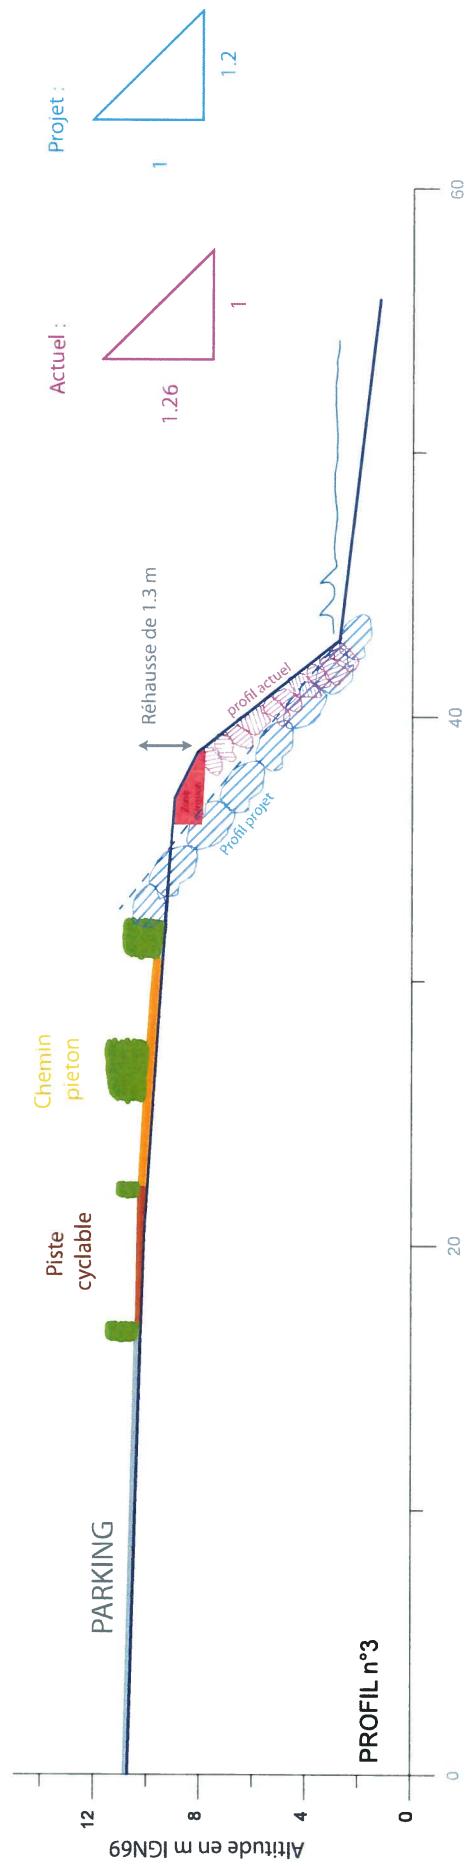 Projet :
1
1.2
Actuel :
1.26
1
Réhausse de 1.3 m
profil actuel
Profil projet
Zone
Chemin
pieton
Piste
cyclable
PARKING
PROFIL n°3
Altitude en m IGN69
12
8
4
0
0
20
40
60